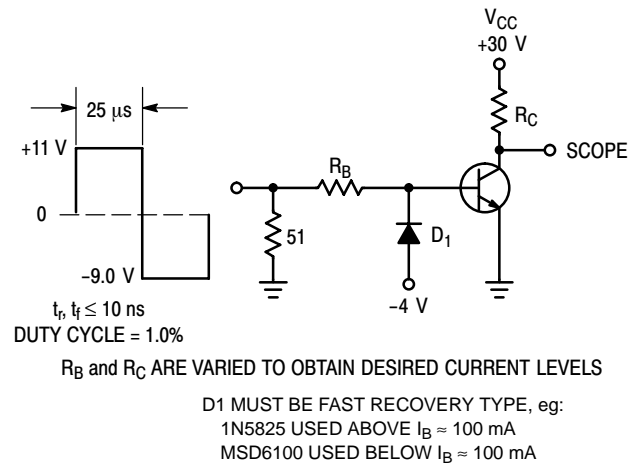 V_CC
+30 V
25 μs
R_C
+11 V
SCOPE
R_B
0
51
D_1
–9.0 V
–4 V
t_r, t_f ≤ 10 ns
DUTY CYCLE = 1.0%
R_B and R_C ARE VARIED TO OBTAIN DESIRED CURRENT LEVELS
D1 MUST BE FAST RECOVERY TYPE, eg:
1N5825 USED ABOVE I_B ≈ 100 mA
MSD6100 USED BELOW I_B ≈ 100 mA